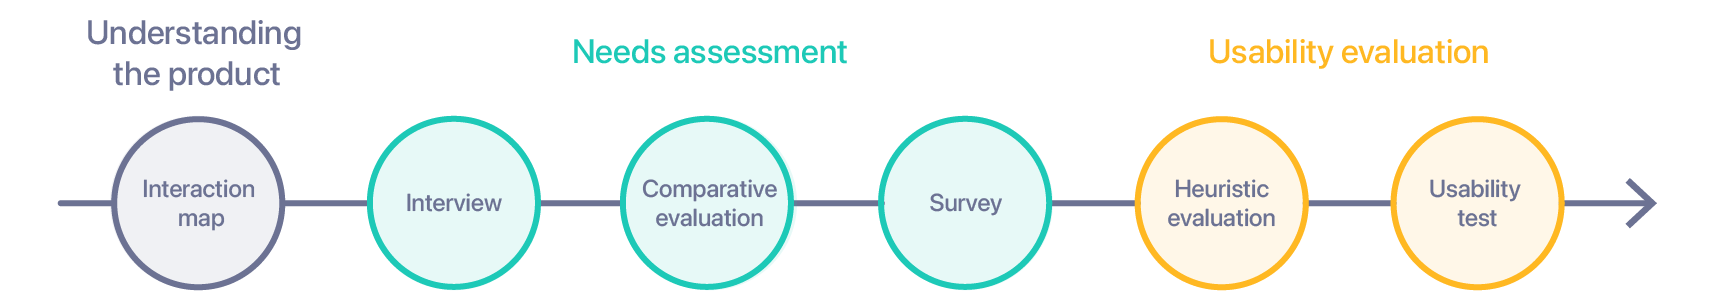 Understanding
the product
Needs assessment
Usability evaluation
Interaction
map
Interview
Comparative
evaluation
Survey
Heuristic
evaluation
Usability
test